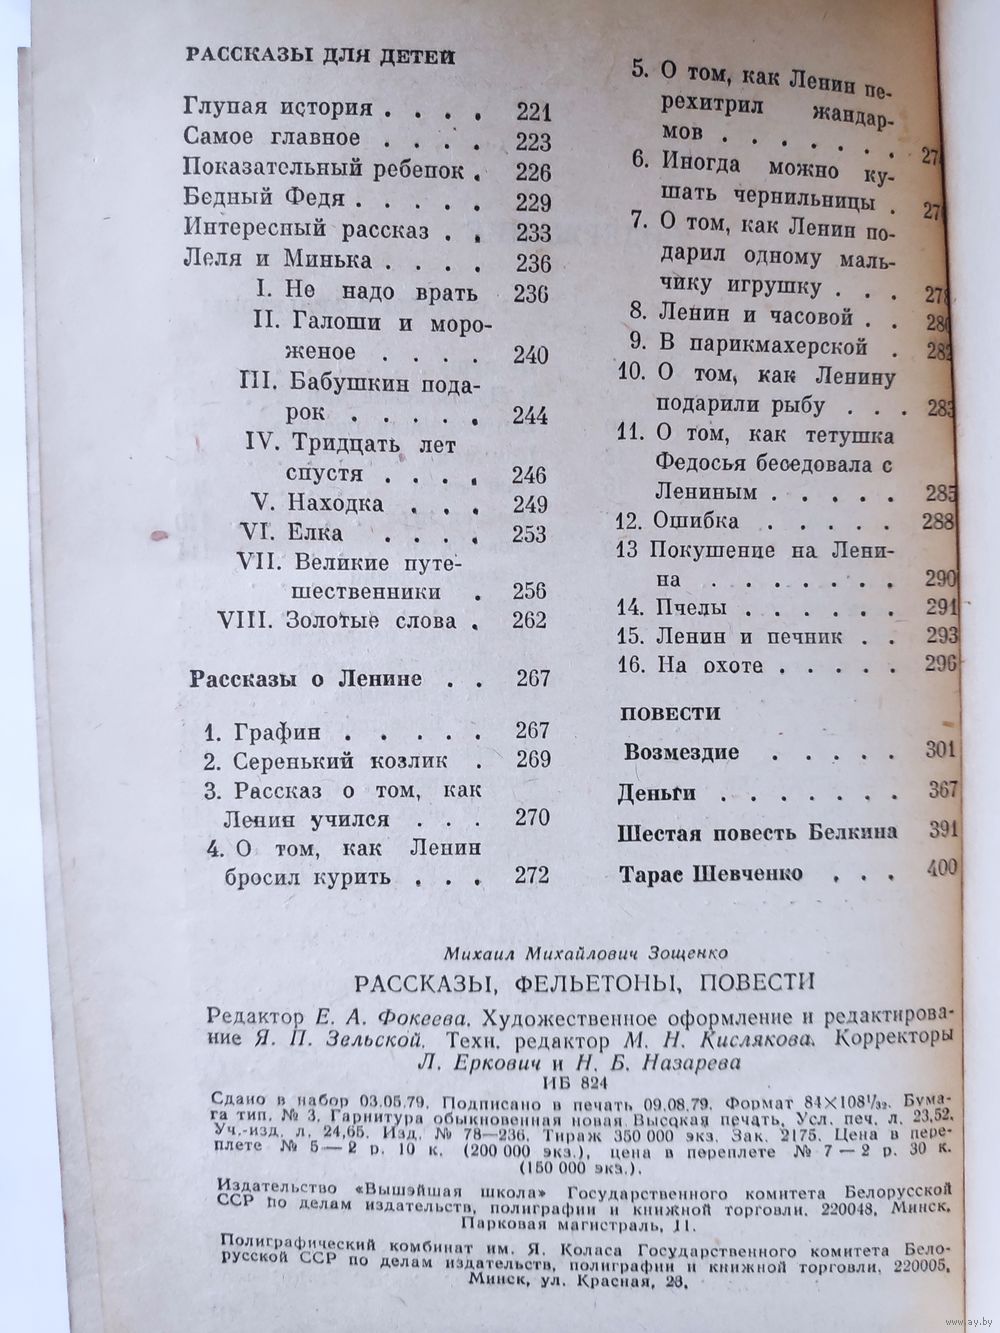 РАССКАЗЫ ДЛЯ ДЕТЕЙ
Глупая история . . . . 221
Самое главное . . . . 223
Показательный ребенок . 226
Бедный Федя . . . . . 229
Интересный рассказ . . 233
Леля и Минька . . . . 236
I. Не надо врать 236
II. Галоши и моро-
женое . . . . 240
III. Бабушкин пода-
рок . . . . . 244
IV. Тридцать лет
спустя . . . . 246
V. Находка . . . 249
VI. Елка . . . . 253
VII. Великие путе-
шественники . 256
VIII. Золотые слова . 262
Рассказы о Ленине . . 267
1. Графин . . . . . 267
2. Серенький козлик . 269
3. Рассказ о том, как
Ленин учился . . . 270
4. О том, как Ленин
бросил курить . . . 272
5. О том, как Ленин пе-
рехитрил жандар-
мов . . . . . . .
6. Иногда можно ку-
шать чернильницы .
7. О том, как Ленин по-
дарил одному маль-
чику игрушку . . . 278
8. Ленин и часовой . . 280
9. В парикмахерской . 282
10. О том, как Ленину
подарили рыбу . . . 283
11. О том, как тетушка
Федосья беседовала с
Лениным . . . . . 285
12. Ошибка . . . . . 288
13 Покушение на Лени-
на . . . . . . . 290
14. Пчелы . . . . . . 291
15. Ленин и печник . . 293
16. На охоте . . . . . 296
ПОВЕСТИ
Возмездие . . . . . 301
Деньги . . . . . . . 367
Шестая повесть Белкина 391
Тарас Шевченко . . . 400
Михаил Михайлович Зощенко
РАССКАЗЫ, ФЕЛЬЕТОНЫ, ПОВЕСТИ
Редактор Е. А. Фокеева. Художественное оформление и редактирова-
ние Я. П. Зельской. Техн. редактор М. Н. Кислякова. Корректоры
Л. Еркович и Н. Б. Назарева
ИБ 824
Сдано в набор 03.05.79. Подписано в печать 09.08.79. Формат 84×108¹/₃₂. Бума-
га тип. № 3. Гарнитура обыкновенная новая. Высокая печать. Усл. печ. л. 23,52.
Уч.-изд. л. 24,65. Изд. № 78—236. Тираж 350 000 экз. Зак. 2175. Цена в пере-
плете № 5 — 2 р. 10 к. (200 000 экз.), цена в переплете № 7 — 2 р. 30 к.
(150 000 экз.).
Издательство «Вышэйшая школа» Государственного комитета Белорусской
ССР по делам издательств, полиграфии и книжной торговли. 220048, Минск,
Парковая магистраль, 11.
Полиграфический комбинат им. Я. Коласа Государственного комитета Бело-
русской ССР по делам издательств, полиграфии и книжной торговли. 220005,
Минск, ул. Красная, 23.
www.ay.by